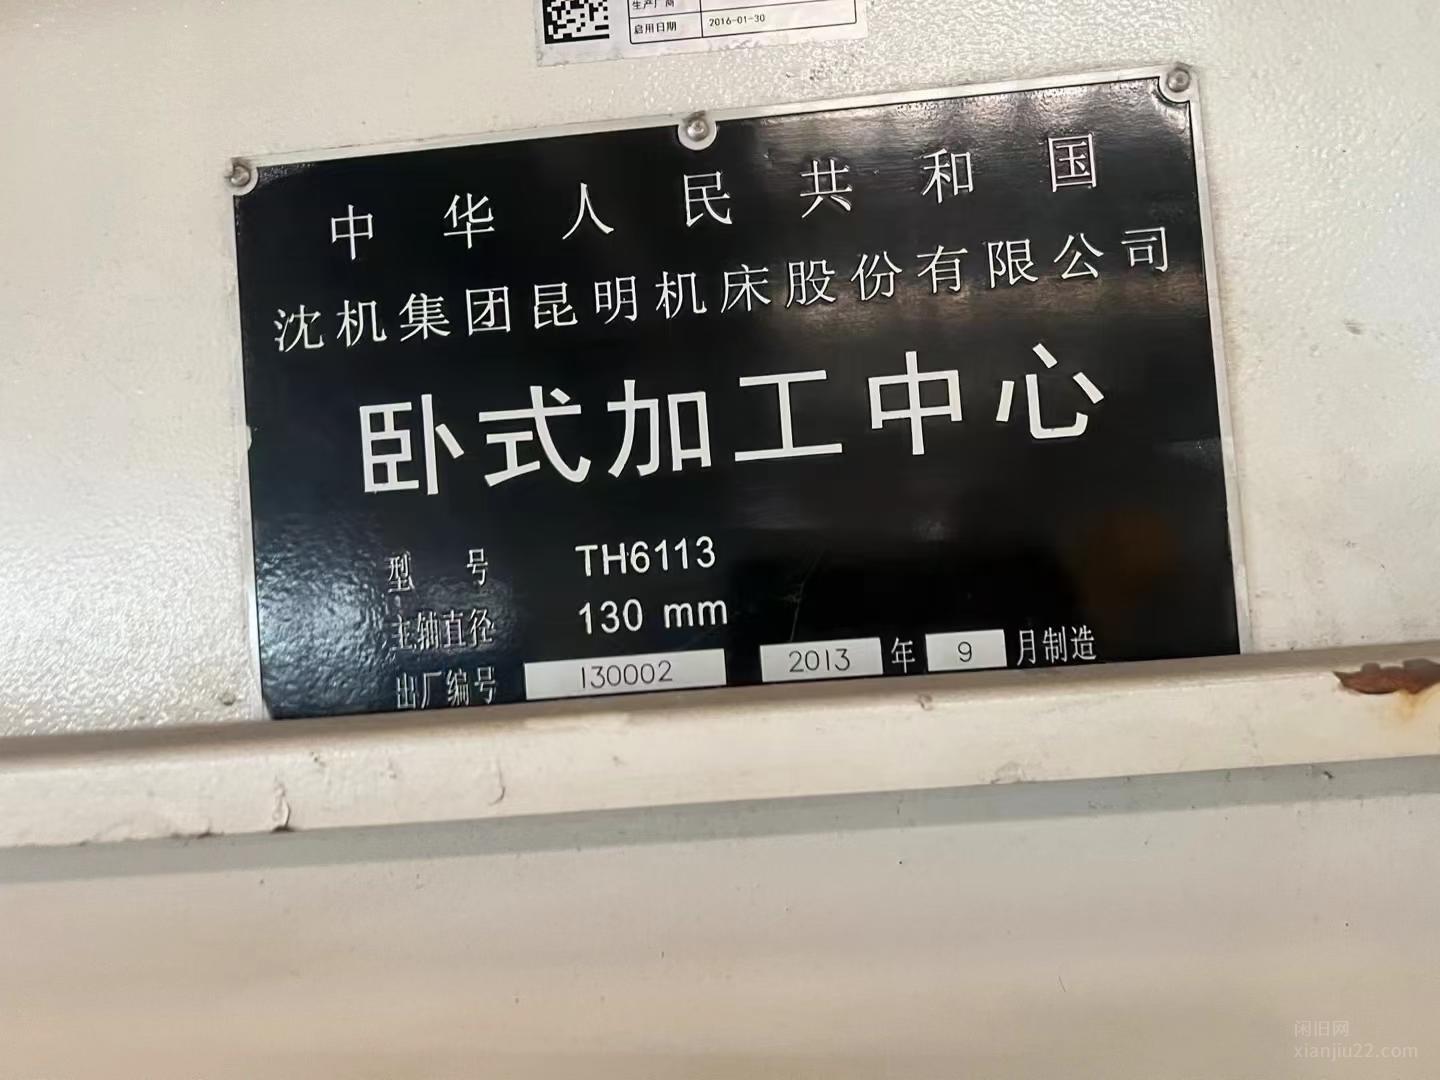 生产厂商
启用日期 2016-01-30
中华人民共和国
沈机集团昆明机床股份有限公司
卧式加工中心
型号 TH6113
主轴直径 130 mm
出厂编号 130002 2013 年 9 月制造
闲旧网
xianjiu22.com